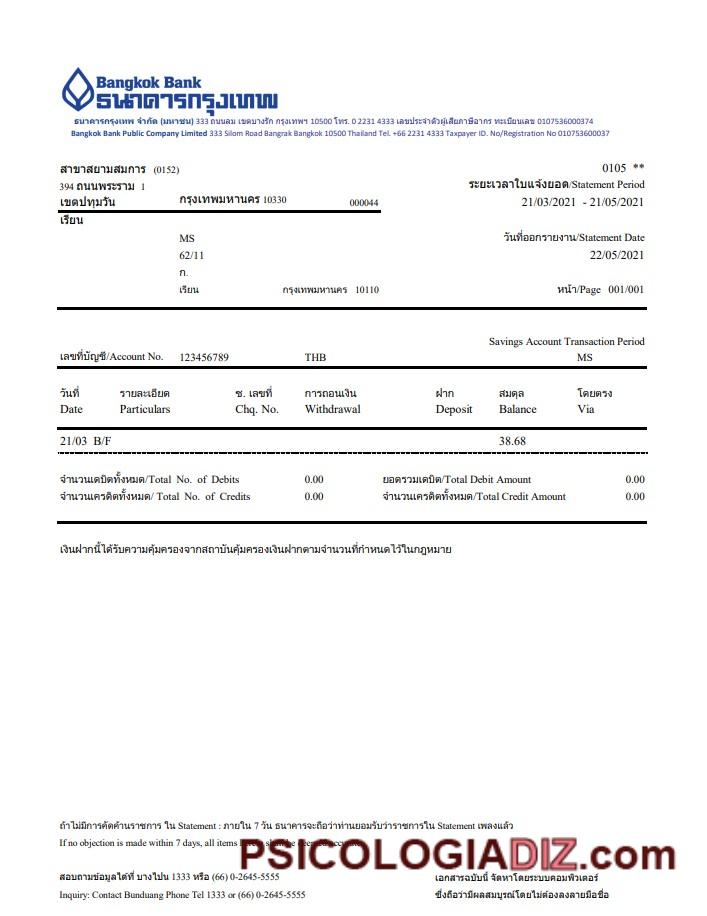 Bangkok Bank
ธนาคารกรุงเทพ
ธนาคารกรุงเทพ จำกัด (มหาชน) 333 ถนนลม เขตบางรัก กรุงเทพฯ 10500 โทร. 0 2231 4333 เลขประจำตัวผู้เสียภาษีอากร ทะเบียนเลข 0107536000374
Bangkok Bank Public Company Limited 333 Silom Road Bangrak Bangkok 10500 Thailand Tel. +66 2231 4333 Taxpayer ID. No/Registration No 010753600037
สาขาสยามสมการ (0152) 0105 **
394 ถนนพระราม 1 ระยะเวลาใบแจ้งยอด/Statement Period
เขตปทุมวัน กรุงเทพมหานคร 10330 000044 21/03/2021 - 21/05/2021
เรียน
MS วันที่ออกรายงาน/Statement Date
62/11 22/05/2021
ก.
เรียน กรุงเทพมหานคร 10110 หน้า/Page 001/001
Savings Account Transaction Period
เลขที่บัญชี/Account No. 123456789 THB MS
วันที่ รายละเอียด ช. เลขที่ การถอนเงิน ฝาก สมดุล โดยตรง
Date Particulars Chq. No. Withdrawal Deposit Balance Via
21/03 B/F 38.68
จำนวนเดบิตทั้งหมด/Total No. of Debits 0.00 ยอดรวมเดบิต/Total Debit Amount 0.00
จำนวนเครดิตทั้งหมด/ Total No. of Credits 0.00 จำนวนเครดิตทั้งหมด/Total Credit Amount 0.00
เงินฝากนี้ได้รับความคุ้มครองจากสถาบันคุ้มครองเงินฝากตามจำนวนที่กำหนดไว้ในกฎหมาย
ถ้าไม่มีการคัดค้านราชการ ใน Statement : ภายใน 7 วัน ธนาคารจะถือว่าท่านยอมรับว่าราชการใน Statement เพลงแล้ว
If no objection is made within 7 days, all items
PSICOLOGIADIZ.com
สอบถามข้อมูลได้ที่ บางไปน 1333 หรือ (66) 0-2645-5555 เอกสารฉบับนี้ จัดหาโดยระบบคอมพิวเตอร์
Inquiry: Contact Bunduang Phone Tel 1333 or (66) 0-2645-5555 ซึ่งถือว่ามีผลสมบูรณ์โดยไม่ต้องลงลายมือชื่อ